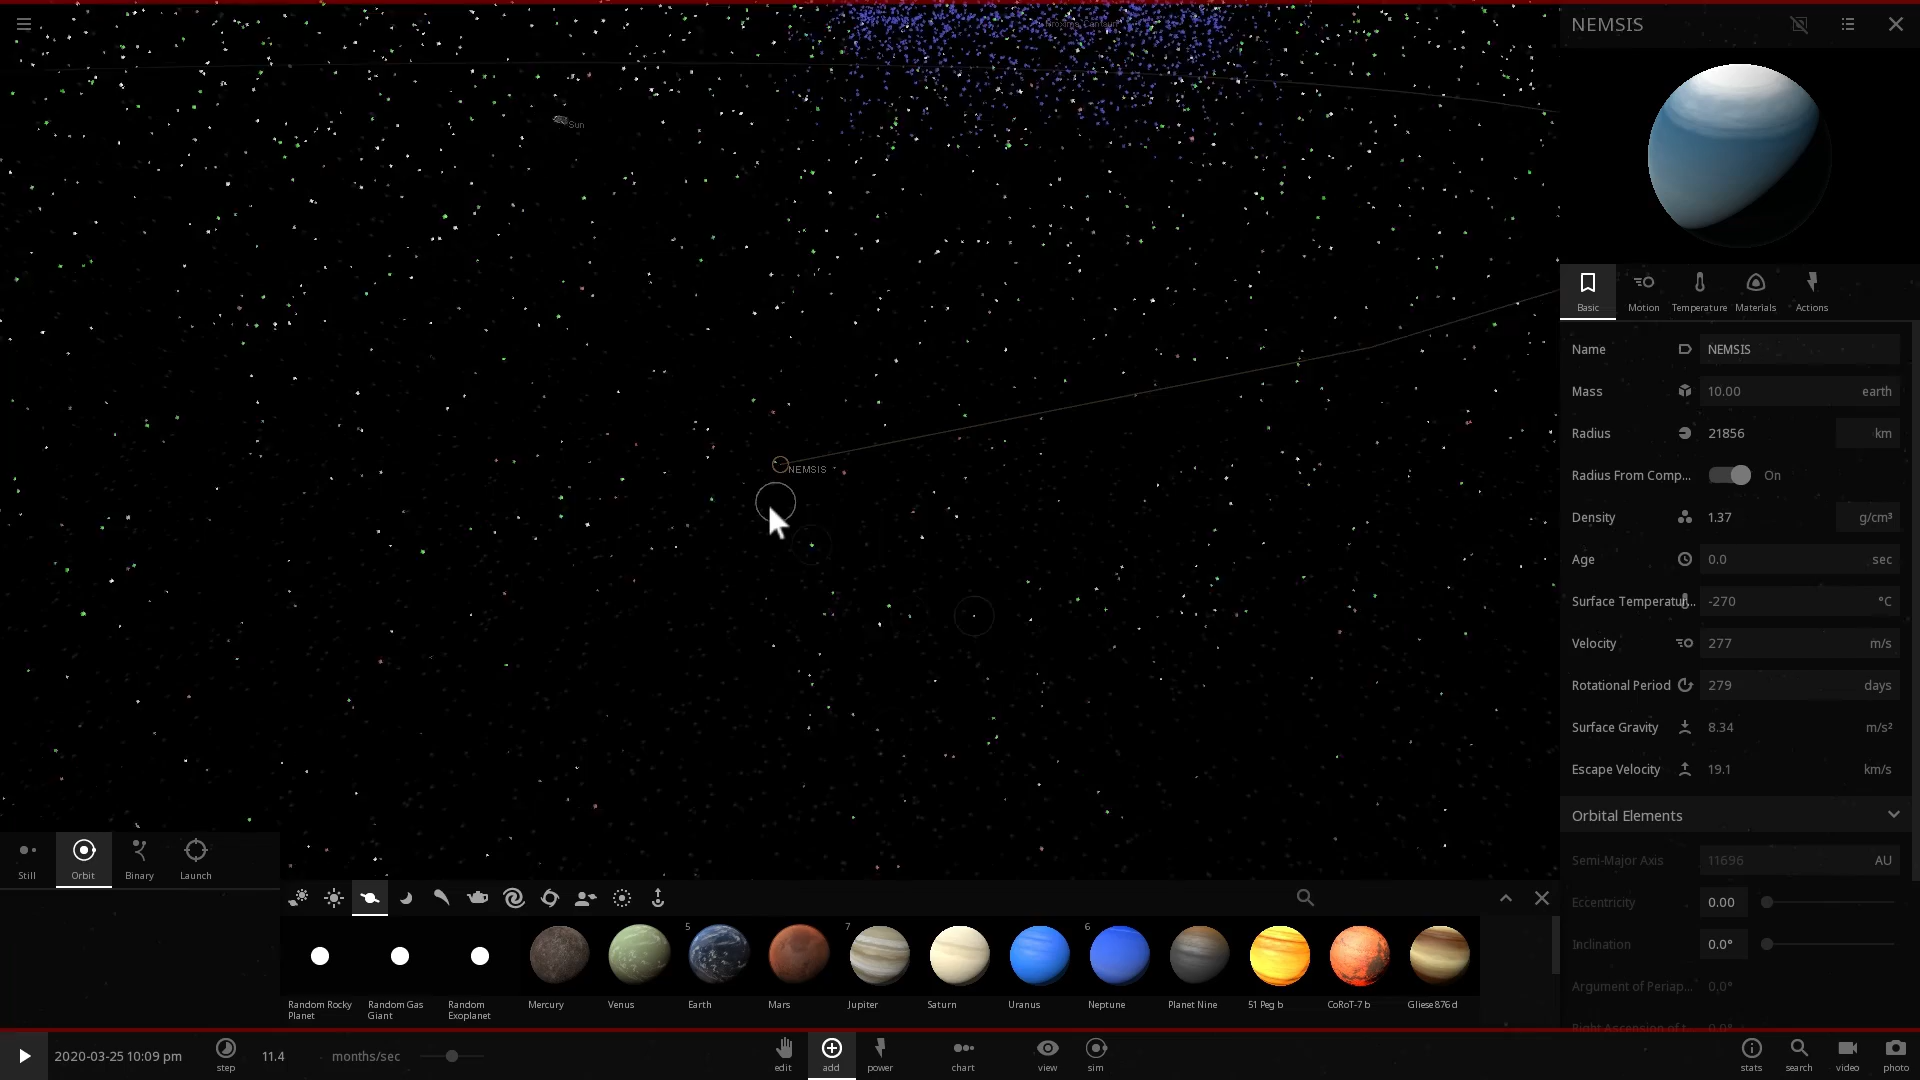 NEMSIS
Sun
NEMSIS
Basic
Motion
Temperature
Materials
Actions
Name
NEMSIS
Mass
10.00 earth
Radius
21856 km
Radius From Comp...
On
Density
1.37 g/cm³
Age
0.0 sec
Surface Temperatur...
-270 °C
Velocity
277 m/s
Rotational Period
279 days
Surface Gravity
8.34 m/s²
Escape Velocity
19.1 km/s
Orbital Elements
Semi-Major Axis
11696 AU
Eccentricity
0.00
Inclination
0.0°
Argument of Periap...
0.0°
Still
Orbit
Binary
Launch
5
7
6
Random Rocky
Planet
Random Gas
Giant
Random
Exoplanet
Mercury
Venus
Earth
Mars
Jupiter
Saturn
Uranus
Neptune
Planet Nine
51 Peg b
CoRoT-7 b
Gliese 876 d
2020-03-25 10:09 pm
step
11.4
months/sec
edit
add
power
chart
view
sim
stats
search
video
photo